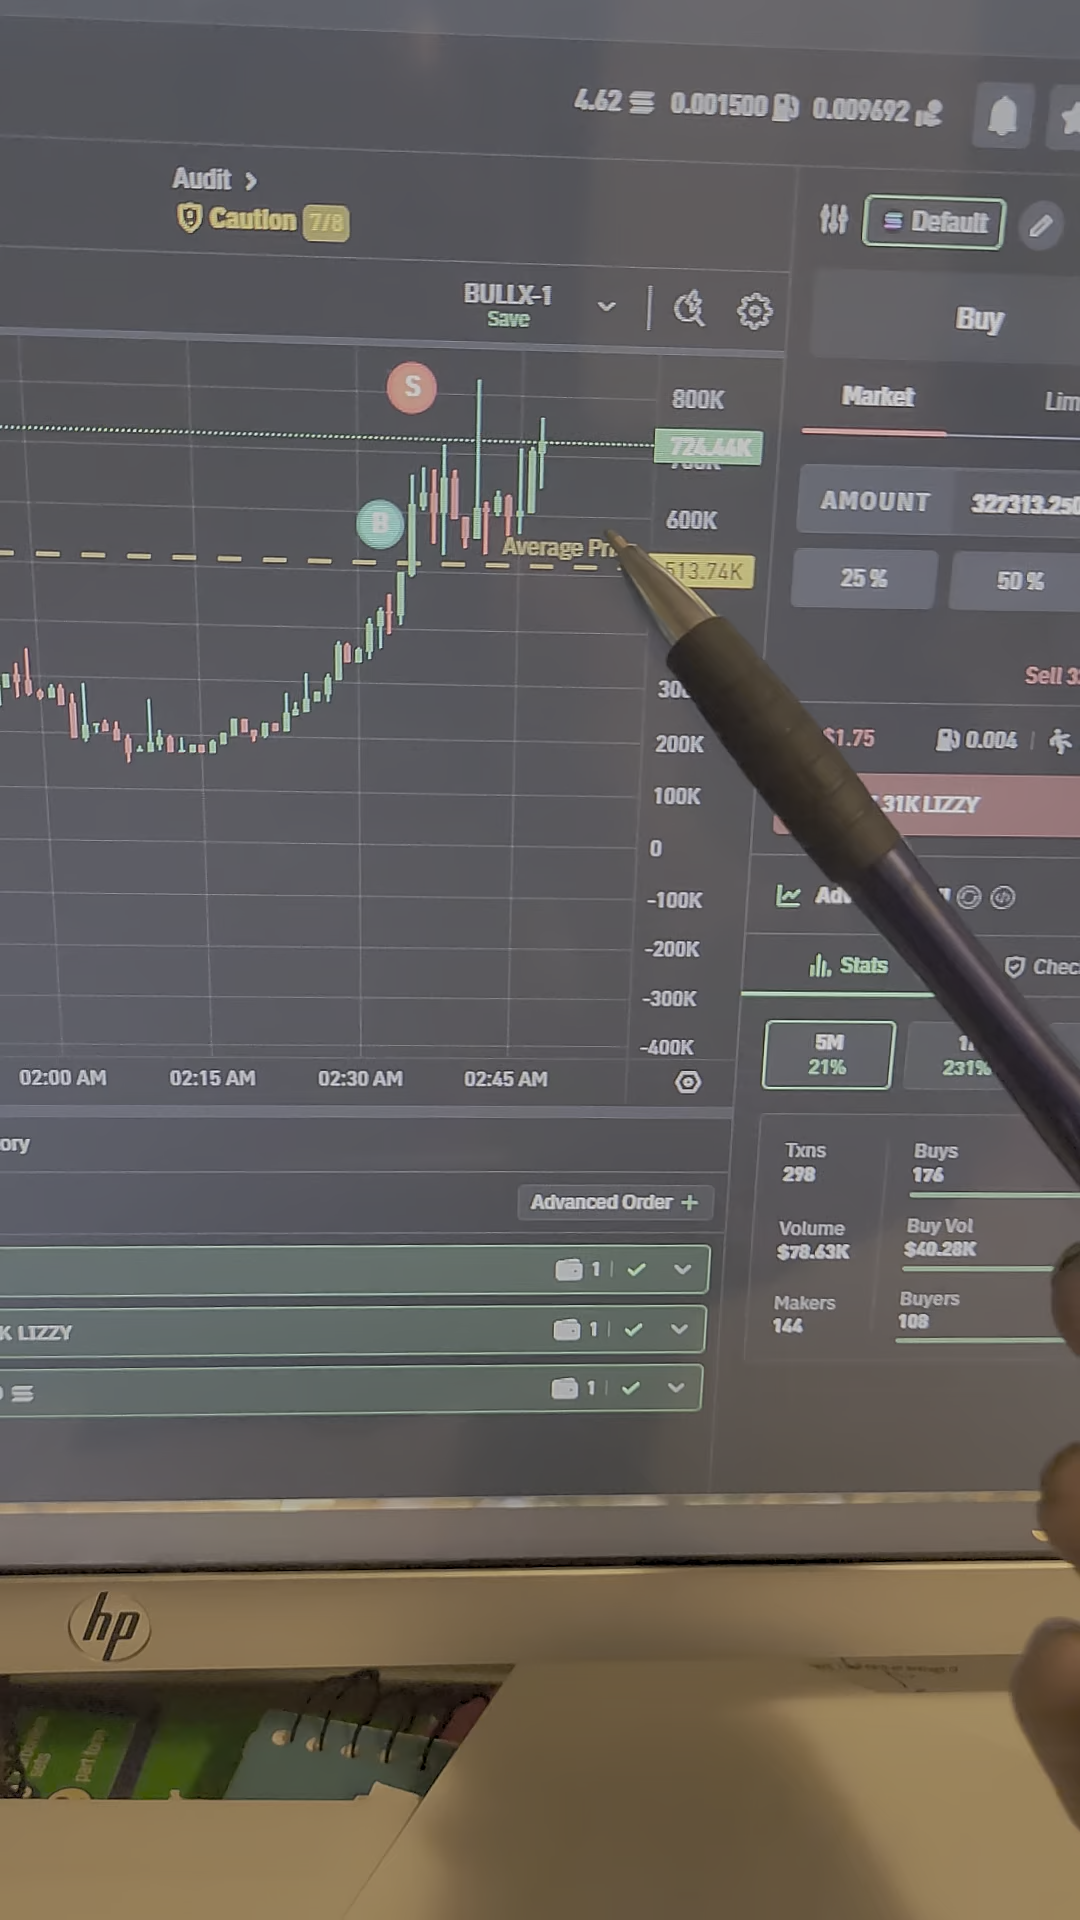 4.62 0.001500 0.009692
Audit >
Caution 7/8
Default
BULLX-1
Save
Buy
Market
S
800K
724.44K
AMOUNT 327313.250
B
600K
Average
513.74K
25 % 50 %
Sell
200K
$1.75 0.004
100K
31K LIZZY
0
-100K
-200K
Stats
-300K
-400K
5M
21% 231%
02:00 AM 02:15 AM 02:30 AM 02:45 AM
Txns Buys
298 176
Advanced Order +
Volume Buy Vol
$78.63K $40.28K
1
Makers Buyers
144 108
K LIZZY 1
1
hp